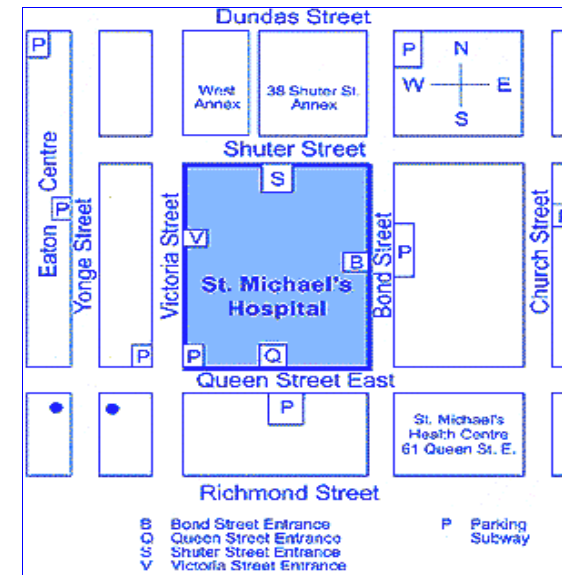 Dundas Street
P
P
N
W E
S
West
Annex
38 Shuter St.
Annex
Shuter Street
S
Eaton Centre
P
Yonge Street
Victoria Street
V
B
Bond Street
P
Church Street
P
St. Michael's
Hospital
P
P
Q
Queen Street East
P
St. Michael's
Health Centre
61 Queen St. E.
Richmond Street
B Bond Street Entrance
Q Queen Street Entrance
S Shuter Street Entrance
V Victoria Street Entrance
P Parking
Subway